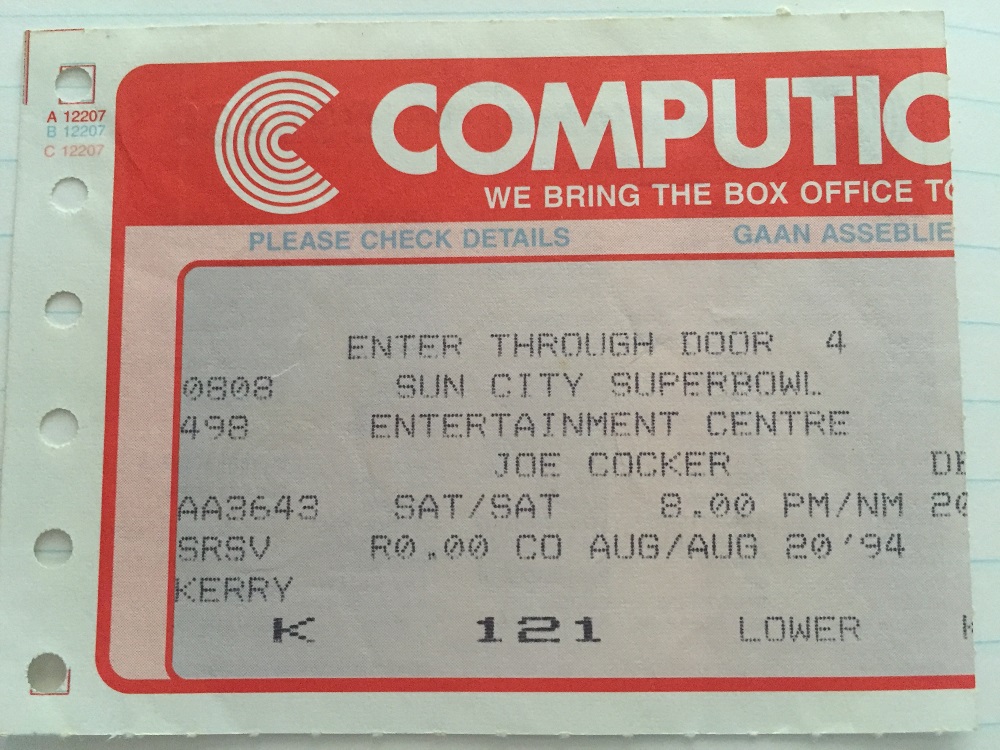 A 12207
B 12207
C 12207
COMPUTIC
WE BRING THE BOX OFFICE TO
PLEASE CHECK DETAILS GAAN ASSEBLIE
ENTER THROUGH DOOR 4
0808 SUN CITY SUPERBOWL
498 ENTERTAINMENT CENTRE
JOE COCKER
AA3643 SAT/SAT 8.00 PM/NM 20
SRSV R0.00 CO AUG/AUG 20'94
KERRY
K 121 LOWER